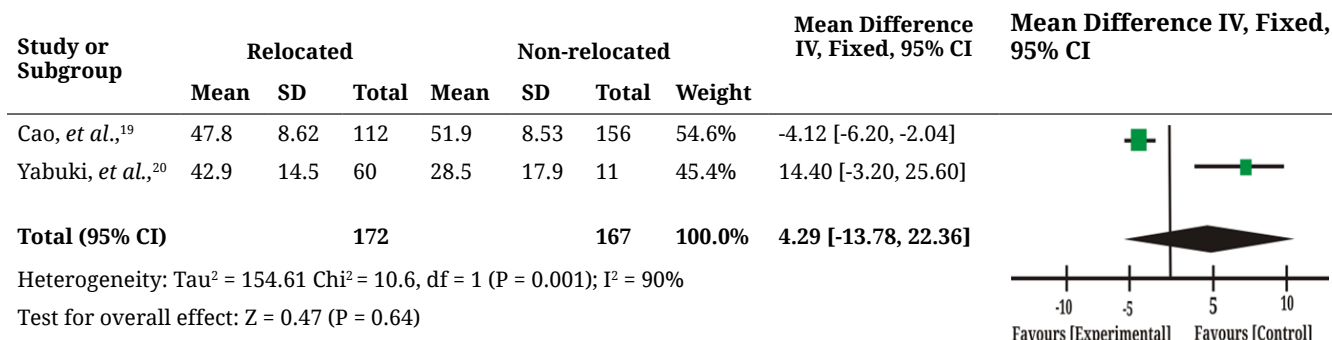 Study or Subgroup Relocated Non-relocated Mean Difference IV, Fixed, 95% CI Mean Difference IV, Fixed, 95% CI
Mean SD Total Mean SD Total Weight
Cao, et al.,19 47.8 8.62 112 51.9 8.53 156 54.6% -4.12 [-6.20, -2.04]
Yabuki, et al.,20 42.9 14.5 60 28.5 17.9 11 45.4% 14.40 [-3.20, 25.60]
Total (95% CI) 172 167 100.0% 4.29 [-13.78, 22.36]
Heterogeneity: Tau² = 154.61 Chi² = 10.6, df = 1 (P = 0.001); I² = 90%
Test for overall effect: Z = 0.47 (P = 0.64)
-10 -5 5 10
Favours [Experimental] Favours [Control]